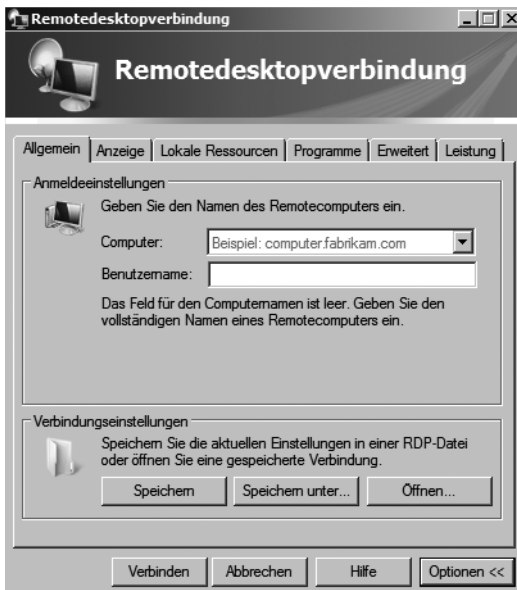 Remotedesktopverbindung
Remotedesktopverbindung
Allgemein Anzeige Lokale Ressourcen Programme Erweitert Leistung
Anmeldeeinstellungen
Geben Sie den Namen des Remotecomputers ein.
Computer: Beispiel: computer.fabrikam.com
Benutzername:
Das Feld für den Computernamen ist leer. Geben Sie den
vollständigen Namen eines Remotecomputers ein.
Verbindungseinstellungen
Speichern Sie die aktuellen Einstellungen in einer RDP-Datei
oder öffnen Sie eine gespeicherte Verbindung.
Speichern Speichern unter... Öffnen...
Verbinden Abbrechen Hilfe Optionen <<